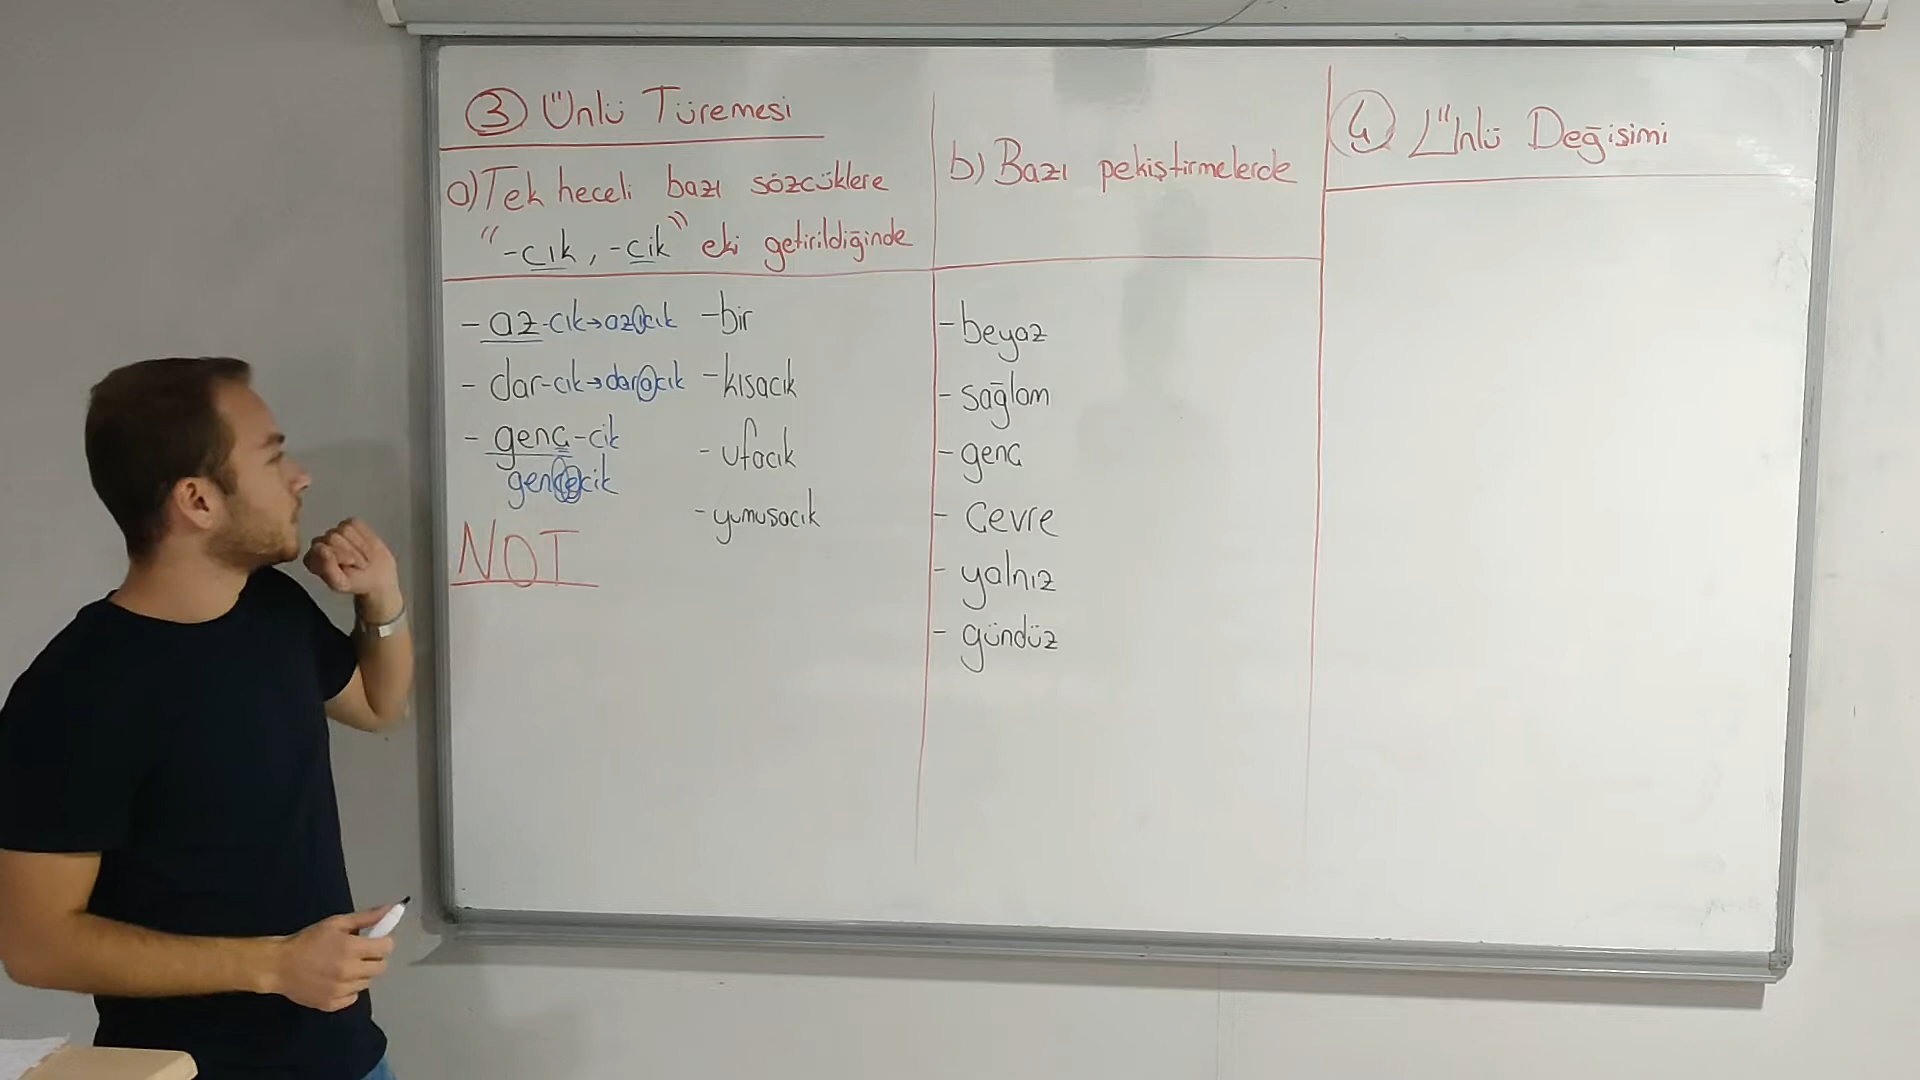 ③ Ünlü Türemesi
a) Tek heceli bazı sözcüklere
"-cık, -cik" eki getirildiğinde
- az-cık→azıcık
- dar-cık→daracık
- genç-cik
gencecik
NOT
- bir
- kısacık
- ufacık
- yumuşacık
b) Bazı pekiştirmelerde
- beyaz
- sağlam
- genç
- çevre
- yalnız
- gündüz
④ Ünlü Değişimi